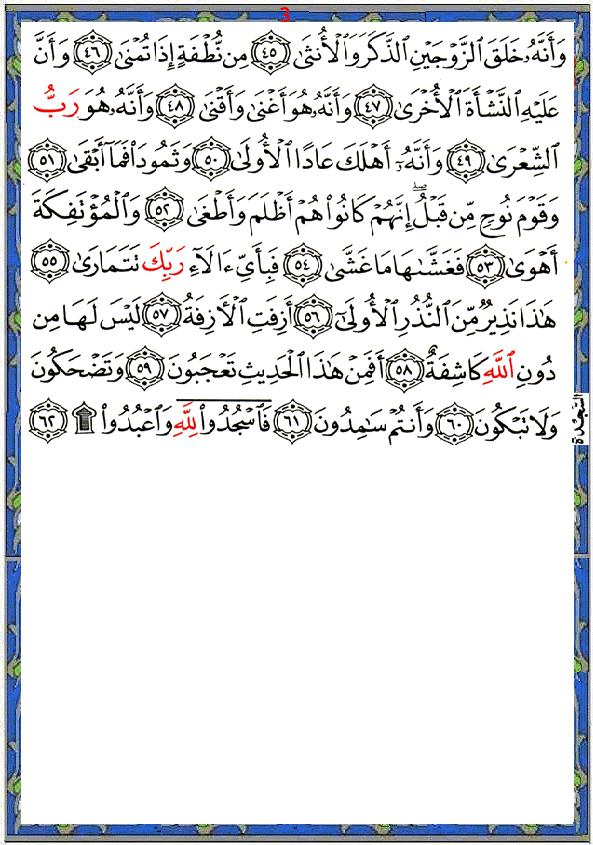 3
وَأَنَّهُۥ خَلَقَ ٱلزَّوۡجَيۡنِ ٱلذَّكَرَ وَٱلۡأُنثَىٰ ٤٥ مِن نُّطۡفَةٍ إِذَا تُمۡنَىٰ ٤٦ وَأَنَّ
عَلَيۡهِ ٱلنَّشۡأَةَ ٱلۡأُخۡرَىٰ ٤٧ وَأَنَّهُۥ هُوَ أَغۡنَىٰ وَأَقۡنَىٰ ٤٨ وَأَنَّهُۥ هُوَ رَبُّ
ٱلشِّعۡرَىٰ ٤٩ وَأَنَّهُۥٓ أَهۡلَكَ عَادًا ٱلۡأُولَىٰ ٥٠ وَثَمُودَاْ فَمَآ أَبۡقَىٰ ٥١
وَقَوۡمَ نُوحٖ مِّن قَبۡلُۖ إِنَّهُمۡ كَانُواْ هُمۡ أَظۡلَمَ وَأَطۡغَىٰ ٥٢ وَٱلۡمُؤۡتَفِكَةَ
أَهۡوَىٰ ٥٣ فَغَشَّىٰهَا مَا غَشَّىٰ ٥٤ فَبِأَيِّ ءَالَآءِ رَبِّكَ تَتَمَارَىٰ ٥٥
هَٰذَا نَذِيرٞ مِّنَ ٱلنُّذُرِ ٱلۡأُولَىٰٓ ٥٦ أَزِفَتِ ٱلۡأٓزِفَةُ ٥٧ لَيۡسَ لَهَا مِن
دُونِ ٱللَّهِ كَاشِفَةٌ ٥٨ أَفَمِنۡ هَٰذَا ٱلۡحَدِيثِ تَعۡجَبُونَ ٥٩ وَتَضۡحَكُونَ
وَلَا تَبۡكُونَ ٦٠ وَأَنتُمۡ سَٰمِدُونَ ٦١ فَٱسۡجُدُواْ لِلَّهِ وَٱعۡبُدُواْ ۩ ٦٢
السَّجْدَة